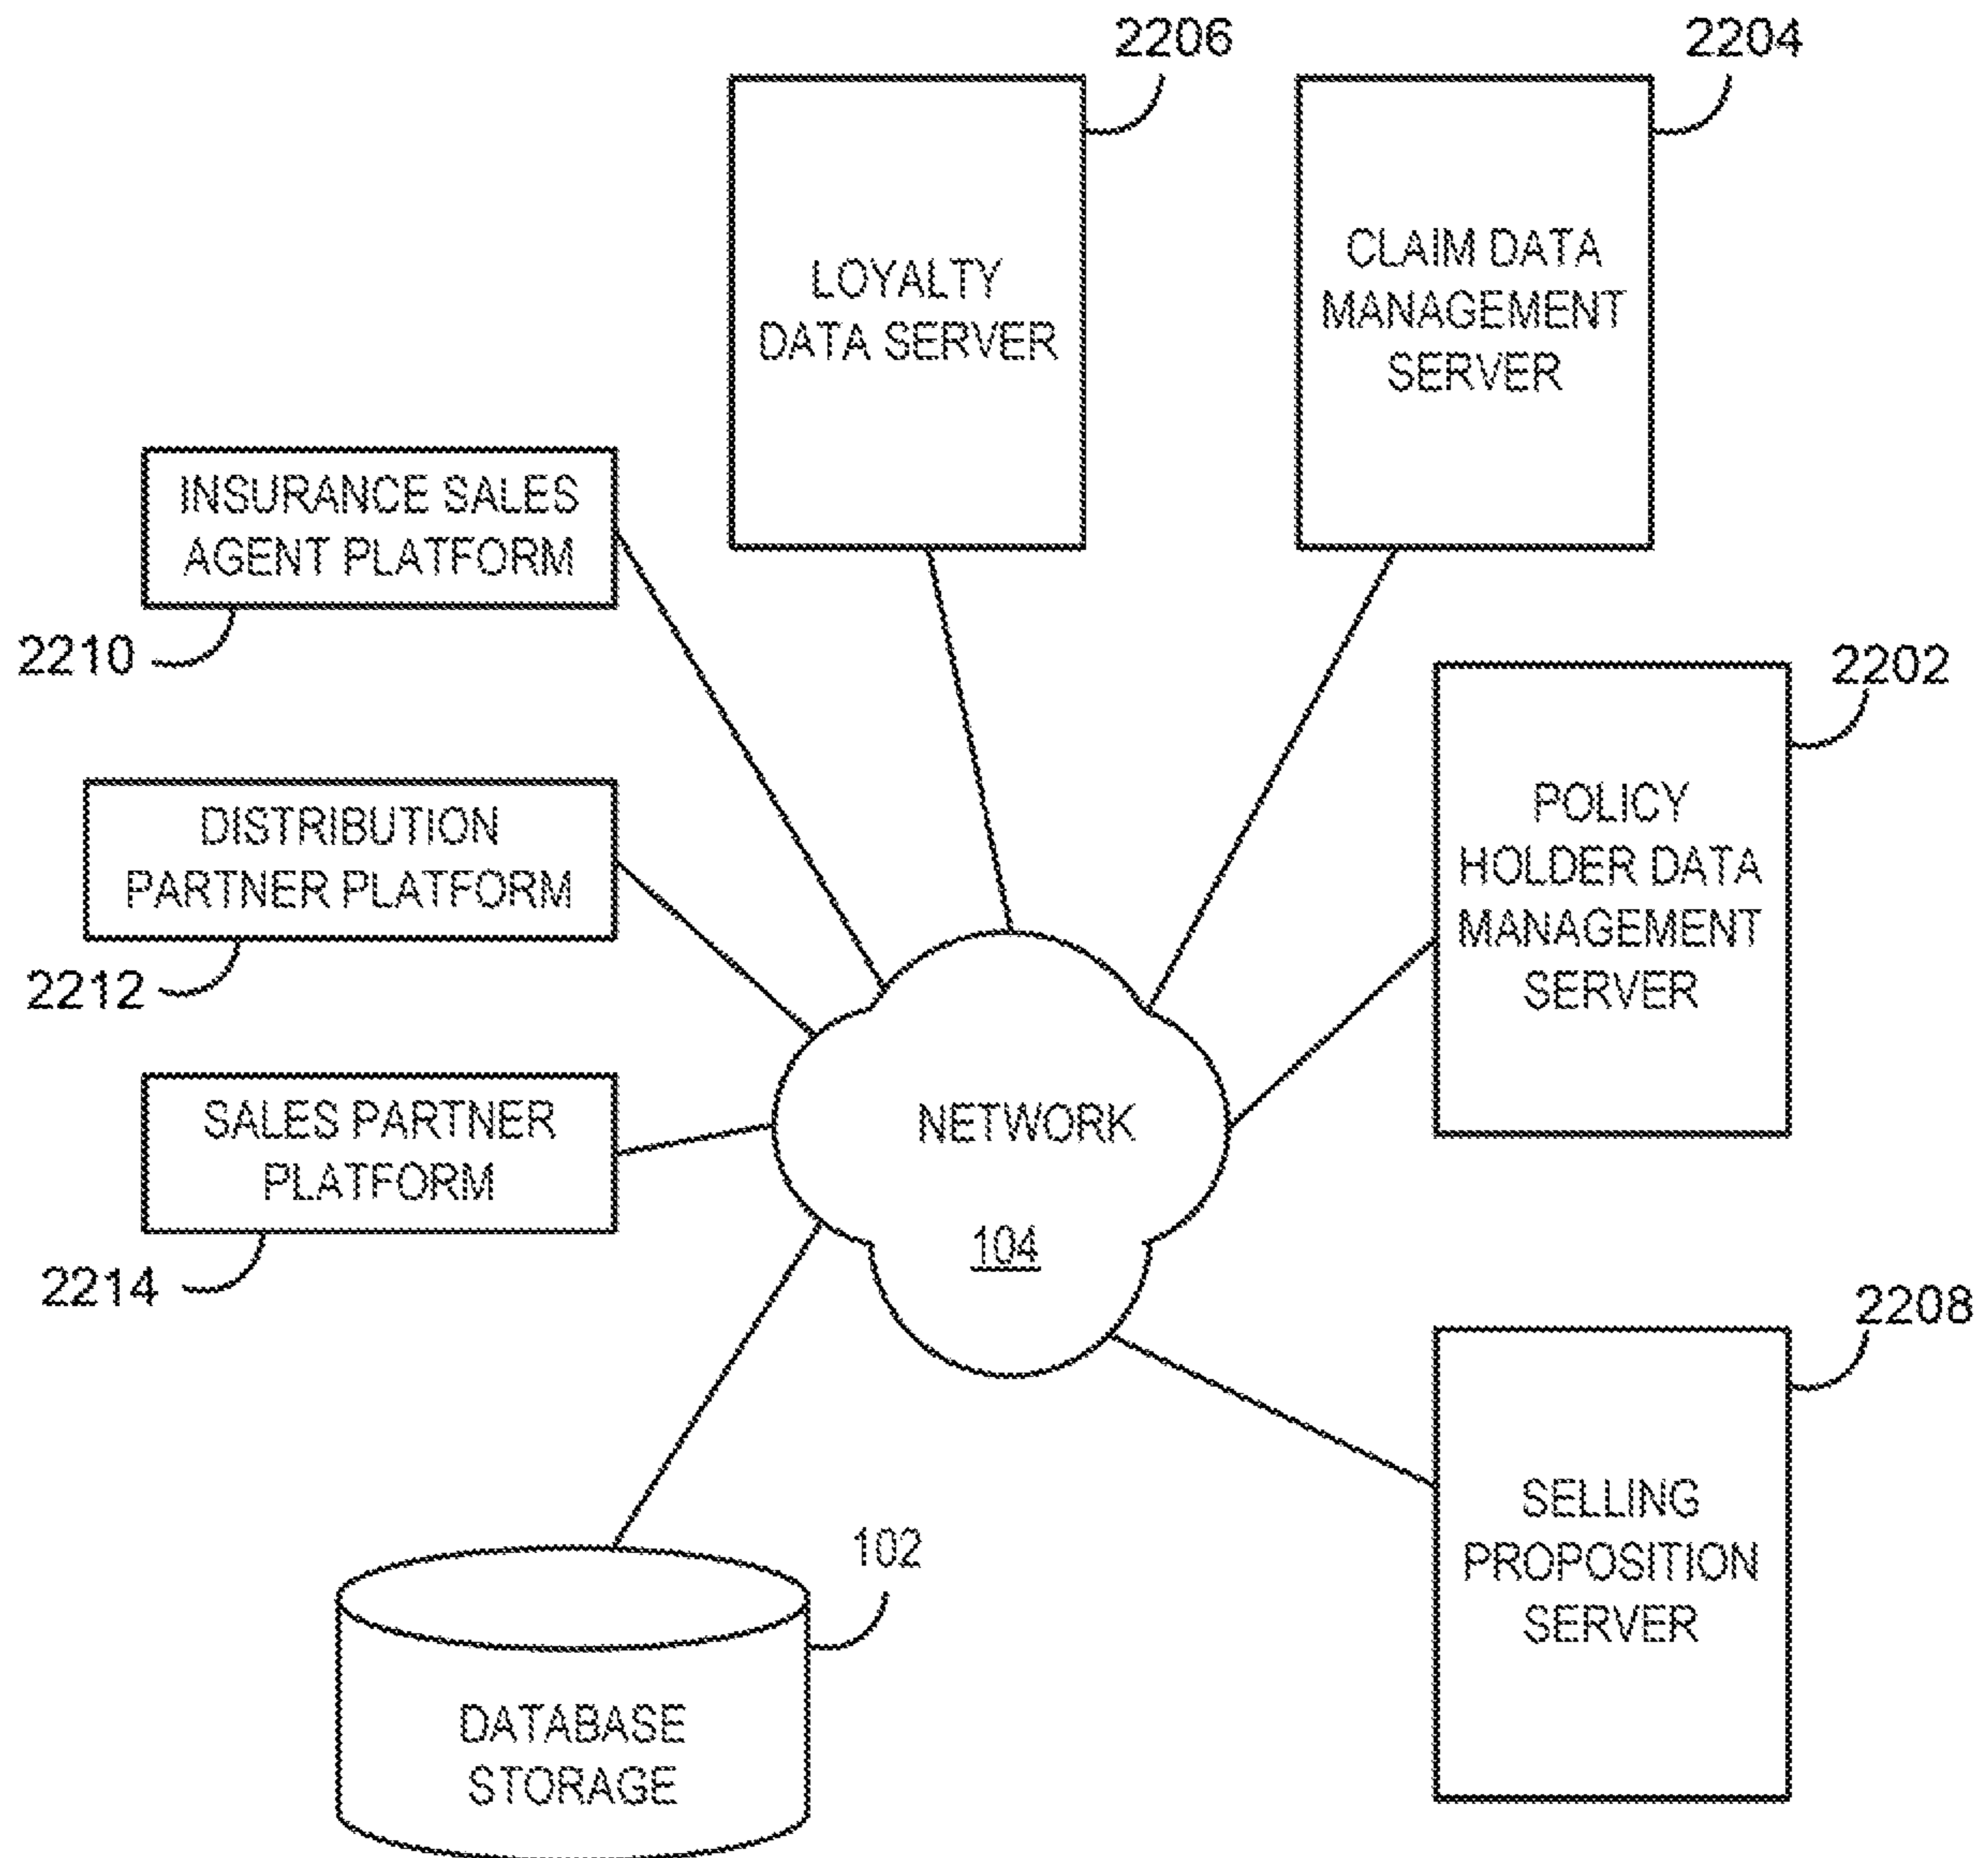 2206
2204
LOYALTY
DATA SERVER
CLAIM DATA
MANAGEMENT
SERVER
INSURANCE SALES
AGENT PLATFORM
2210
2202
POLICY
HOLDER DATA
MANAGEMENT
SERVER
DISTRIBUTION
PARTNER PLATFORM
2212
SALES PARTNER
PLATFORM
2214
NETWORK
104
2208
SELLING
PROPOSITION
SERVER
102
DATABASE
STORAGE